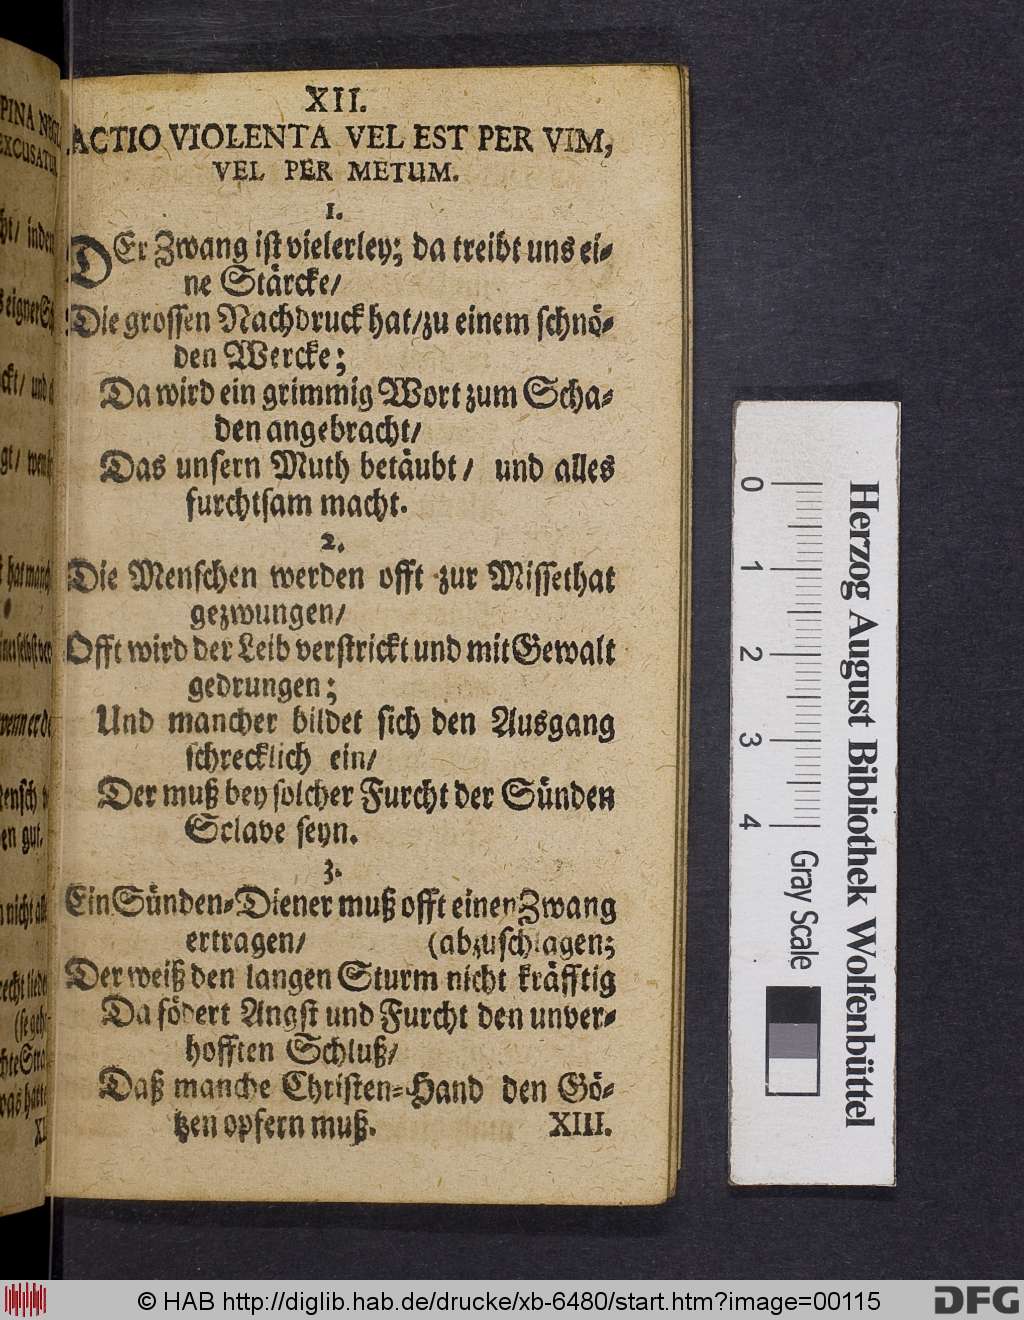 XII.
ACTIO VIOLENTA VEL EST PER VIM,
VEL PER METUM.
1.
DEr Zwang ist vielerley; da treibt uns ei-
ne Stärcke/
Die grossen Nachdruck hat/zu einem schnö-
den Wercke;
Da wird ein grimmig Wort zum Scha-
den angebracht/
Das unsern Muth betäubt/ und alles
furchtsam macht.
2.
Die Menschen werden offt zur Missethat
gezwungen/
Offt wird der Leib verstrickt und mit Gewalt
gedrungen;
Und mancher bildet sich den Ausgang
schrecklich ein/
Der muß bey solcher Furcht der Sünden
Sclave seyn.
3.
Ein Sünden-Diener muß offt einen Zwang
ertragen/ (abzuschlagen;
Der weiß den langen Sturm nicht kräfftig
Da födert Angst und Furcht den unver-
hofften Schluß/
Daß manche Christen-Hand den Gö-
tzen opfern muß. XIII.
0 1 2 3 4
Gray Scale
Herzog August Bibliothek Wolfenbüttel
© HAB http://diglib.hab.de/drucke/xb-6480/start.htm?image=00115
DFG